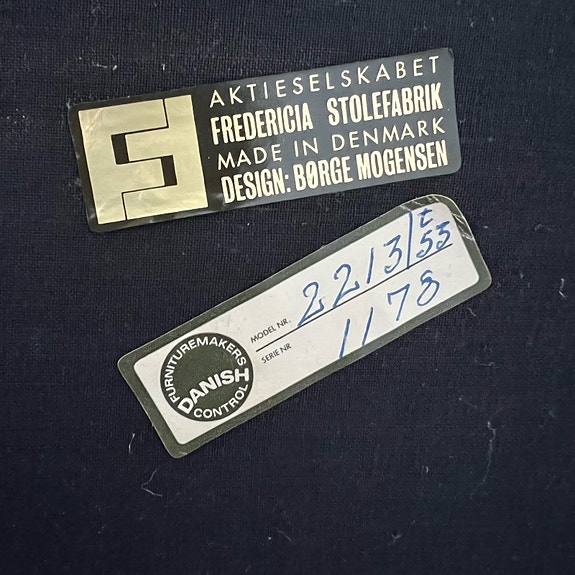 AKTIESELSKABET
FREDERICIA STOLEFABRIK
MADE IN DENMARK
DESIGN: BØRGE MOGENSEN
FURNITUREMAKERS
DANISH
CONTROL
MODEL NR. 2213/t 55
SERIE NR 1178